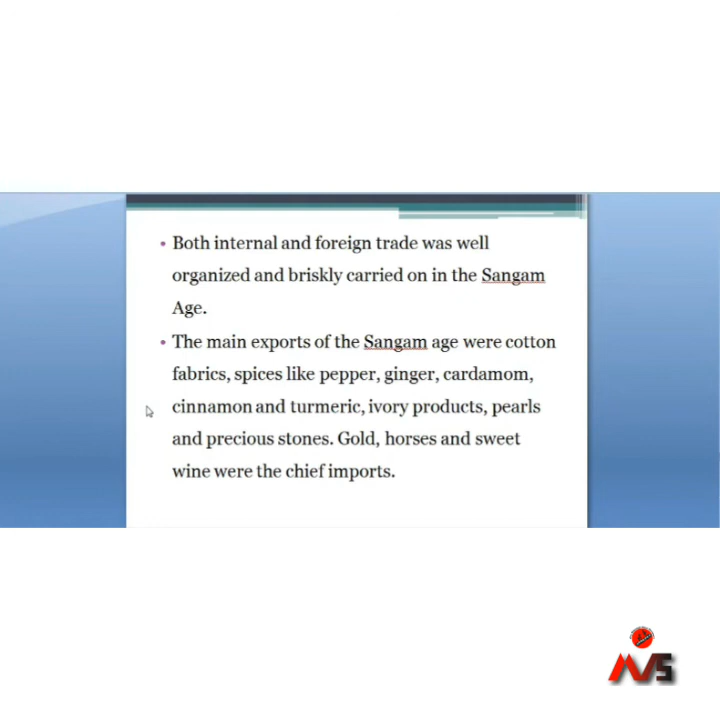 • Both internal and foreign trade was well
organized and briskly carried on in the Sangam
Age.
• The main exports of the Sangam age were cotton
fabrics, spices like pepper, ginger, cardamom,
cinnamon and turmeric, ivory products, pearls
and precious stones. Gold, horses and sweet
wine were the chief imports.